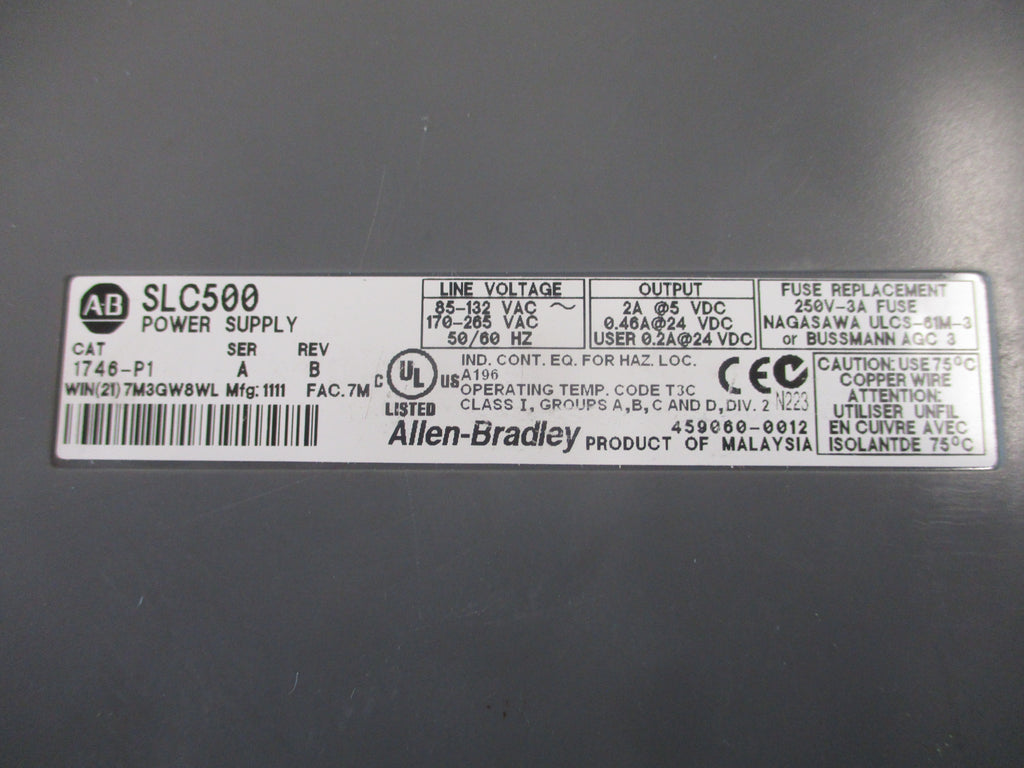 A-B SLC500
POWER SUPPLY
CAT SER REV
1746-P1 A B
WIN(21) 7M3GW8WL Mfg: 1111 FAC. 7M
LINE VOLTAGE
85-132 VAC ~
170-265 VAC
50/60 HZ
OUTPUT
2A @5 VDC
0.46A@24 VDC
USER 0.2A@24 VDC
FUSE REPLACEMENT
250V-3A FUSE
NAGASAWA ULCS-61M-3
or BUSSMANN AGC 3
C UL US
LISTED
IND. CONT. EQ. FOR HAZ. LOC.
A196
OPERATING TEMP. CODE T3C
CLASS I, GROUPS A, B, C AND D, DIV. 2
CE
N223
459060-0012
Allen-Bradley PRODUCT OF MALAYSIA
CAUTION: USE 75°C
COPPER WIRE
ATTENTION:
UTILISER UNFIL
EN CUIVRE AVEC
ISOLANTDE 75°C